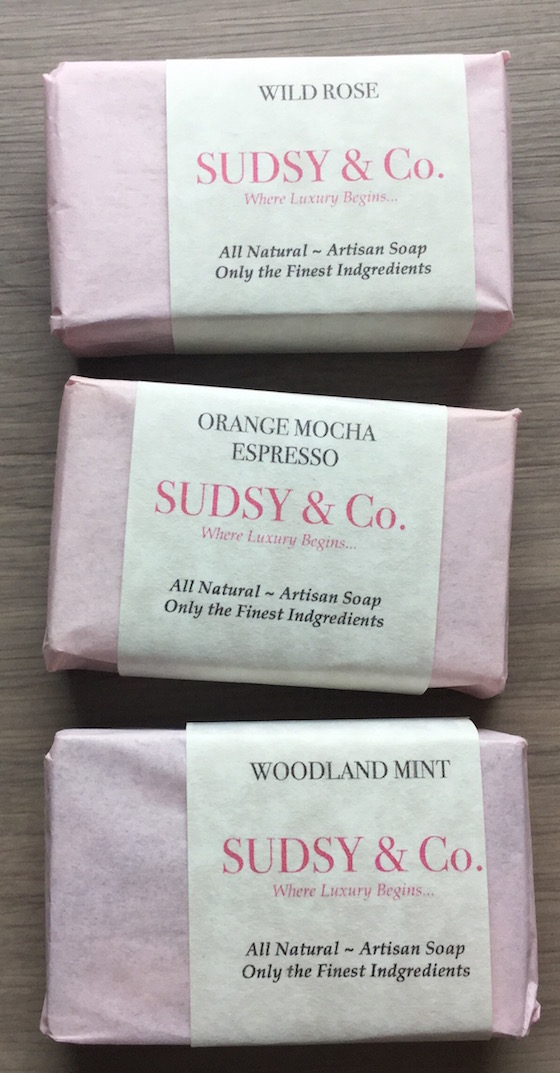 WILD ROSE
SUDSY & Co.
Where Luxury Begins...
All Natural ~ Artisan Soap
Only the Finest Indgredients
ORANGE MOCHA
ESPRESSO
SUDSY & Co.
Where Luxury Begins...
All Natural ~ Artisan Soap
Only the Finest Indgredients
WOODLAND MINT
SUDSY & Co.
Where Luxury Begins...
All Natural ~ Artisan Soap
Only the Finest Indgredients